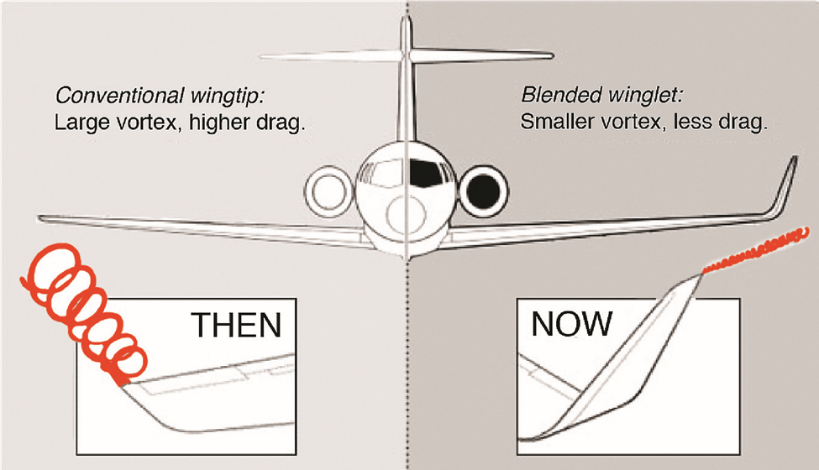 Conventional wingtip:
Large vortex, higher drag.
Blended winglet:
Smaller vortex, less drag.
THEN
NOW